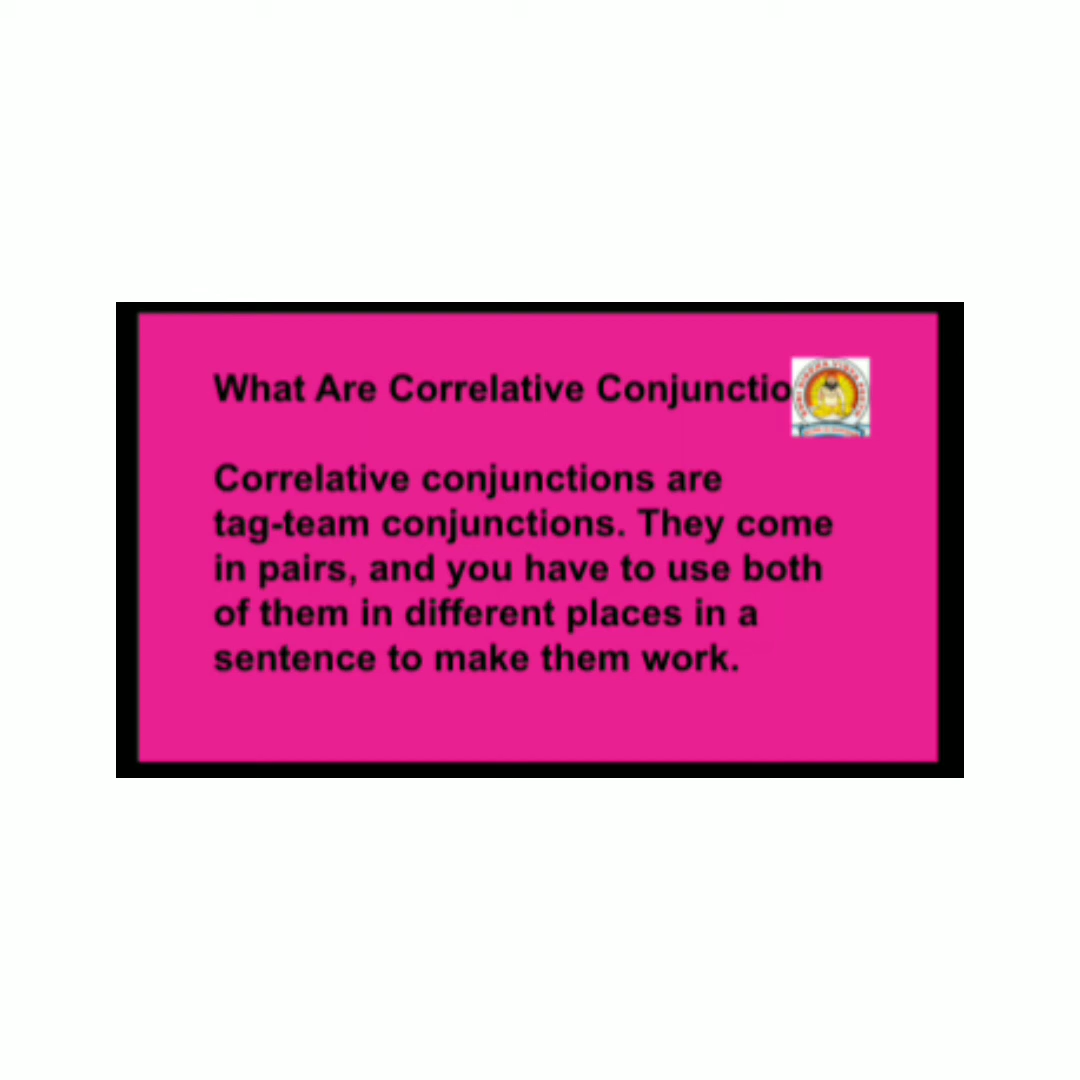 What Are Correlative Conjunctio
Correlative conjunctions are
tag-team conjunctions. They come
in pairs, and you have to use both
of them in different places in a
sentence to make them work.